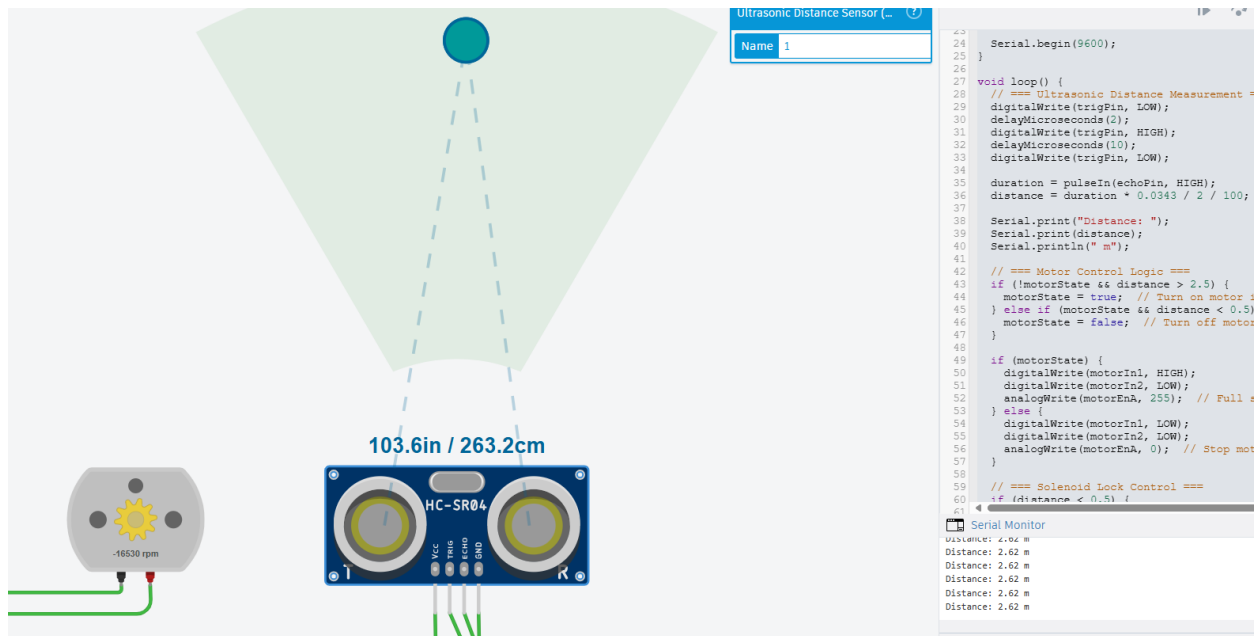 Ultrasonic Distance Sensor (...
Name 1
103.6in / 263.2cm
HC-SR04
VCC
TRIG
ECHO
GND
T
R
-16530 rpm
23
24 Serial.begin(9600);
25 }
26
27 void loop() {
28 // === Ultrasonic Distance Measurement =
29 digitalWrite(trigPin, LOW);
30 delayMicroseconds(2);
31 digitalWrite(trigPin, HIGH);
32 delayMicroseconds(10);
33 digitalWrite(trigPin, LOW);
34
35 duration = pulseIn(echoPin, HIGH);
36 distance = duration * 0.0343 / 2 / 100;
37
38 Serial.print("Distance: ");
39 Serial.print(distance);
40 Serial.println(" m");
41
42 // === Motor Control Logic ===
43 if (!motorState && distance > 2.5) {
44 motorState = true; // Turn on motor i
45 } else if (motorState && distance < 0.5)
46 motorState = false; // Turn off motor
47 }
48
49 if (motorState) {
50 digitalWrite(motorIn1, HIGH);
51 digitalWrite(motorIn2, LOW);
52 analogWrite(motorEnA, 255); // Full s
53 } else {
54 digitalWrite(motorIn1, LOW);
55 digitalWrite(motorIn2, LOW);
56 analogWrite(motorEnA, 0); // Stop mot
57 }
58
59 // === Solenoid Lock Control ===
60 if (distance < 0.5) {
61
Serial Monitor
Distance: 2.62 m
Distance: 2.62 m
Distance: 2.62 m
Distance: 2.62 m
Distance: 2.62 m
Distance: 2.62 m